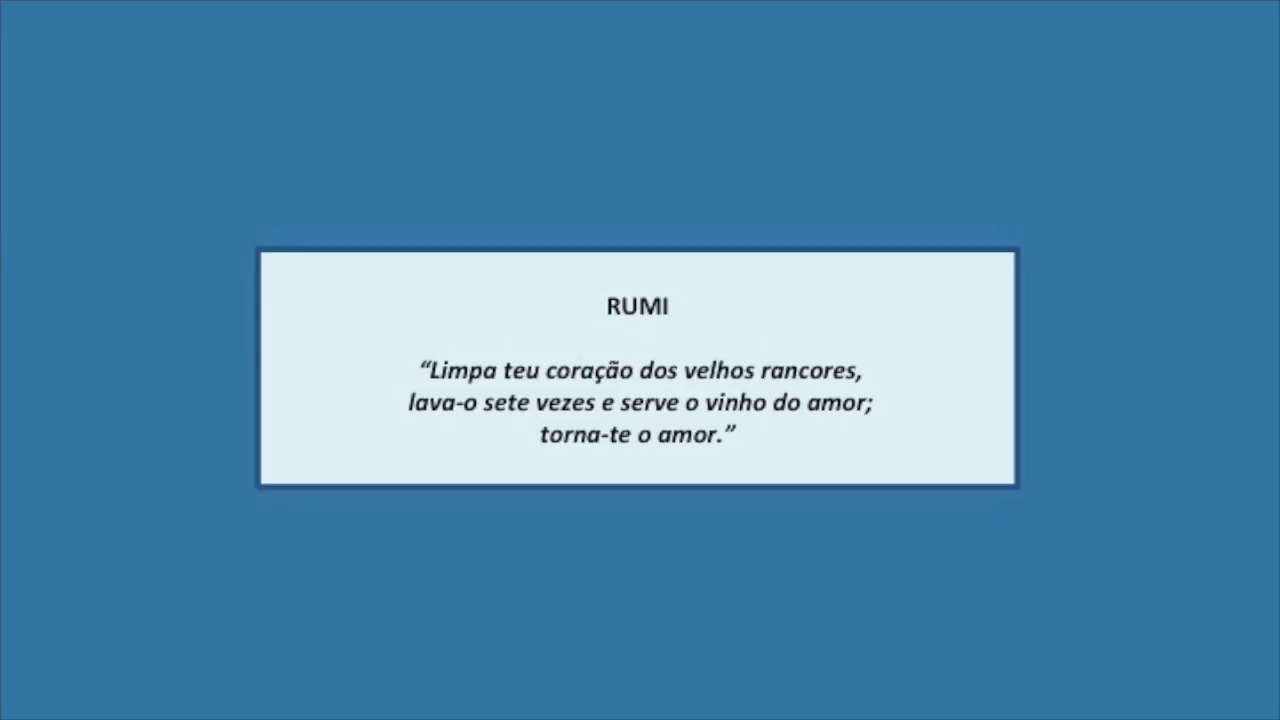 RUMI
“Limpa teu coração dos velhos rancores,
lava-o sete vezes e serve o vinho do amor;
torna-te o amor.”